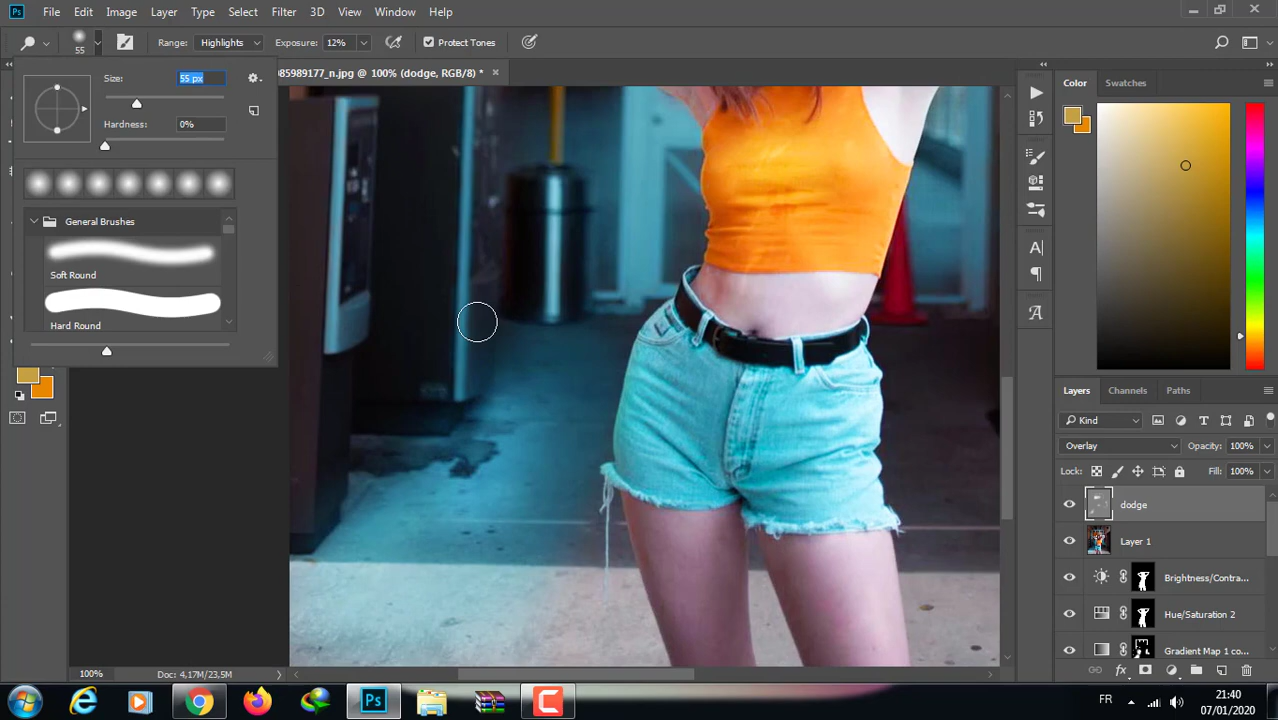 Ps File Edit Image Layer Type Select Filter 3D View Window Help
55 Range: Highlights Exposure: 12% Protect Tones
85989177_n.jpg @ 100% (dodge, RGB/8) *
Size: 55 px
Hardness: 0%
General Brushes
Soft Round
Hard Round
Color Swatches
Layers Channels Paths
Kind
Overlay Opacity: 100%
Lock: Fill: 100%
dodge
Layer 1
Brightness/Contra...
Hue/Saturation 2
Gradient Map 1 co...
fx
100% Doc: 4,17M/23,5M
Ps C FR 21:40
07/01/2020